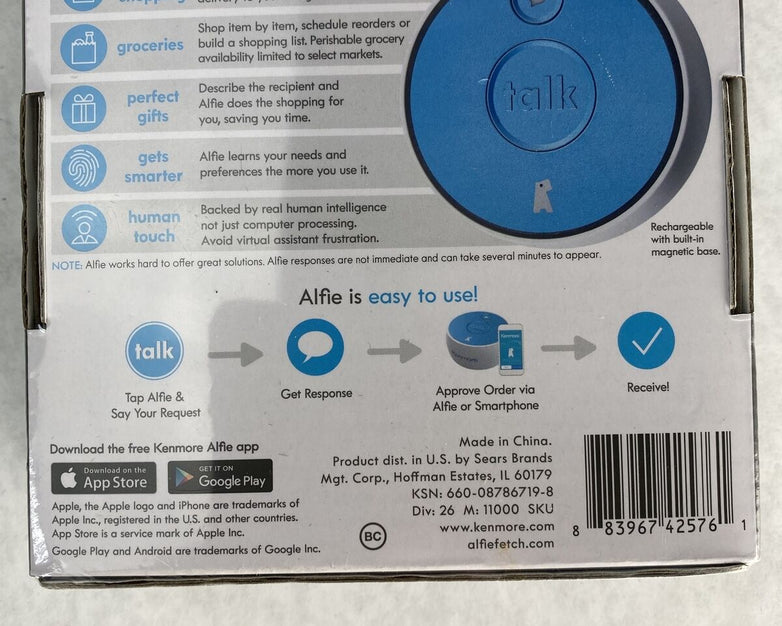 groceries
Shop item by item, schedule reorders or
build a shopping list. Perishable grocery
availability limited to select markets.
perfect
gifts
Describe the recipient and
Alfie does the shopping for
you, saving you time.
gets
smarter
Alfie learns your needs and
preferences the more you use it.
human
touch
Backed by real human intelligence
not just computer processing.
Avoid virtual assistant frustration.
talk
Rechargeable
with built-in
magnetic base.
NOTE: Alfie works hard to offer great solutions. Alfie responses are not immediate and can take several minutes to appear.
Alfie is easy to use!
talk
Tap Alfie &
Say Your Request
Get Response
Kenmore
Kenmore
Approve Order via
Alfie or Smartphone
Receive!
Download the free Kenmore Alfie app
Download on the
App Store
GET IT ON
Google Play
Apple, the Apple logo and iPhone are trademarks of
Apple Inc., registered in the U.S. and other countries.
App Store is a service mark of Apple Inc.
Google Play and Android are trademarks of Google Inc.
BC
Made in China.
Product dist. in U.S. by Sears Brands
Mgt. Corp., Hoffman Estates, IL 60179
KSN: 660-08786719-8
Div: 26 M: 11000 SKU
www.kenmore.com
alfiefetch.com
8 83967 42576 1